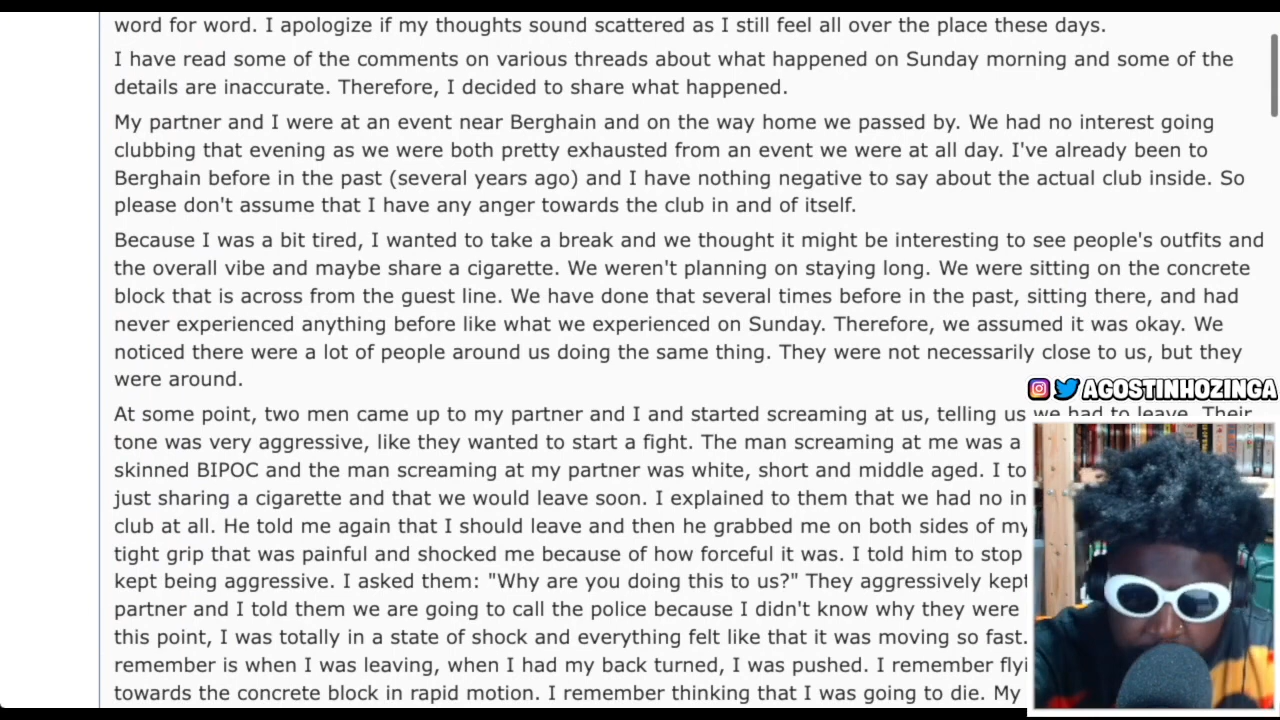 word for word. I apologize if my thoughts sound scattered as I still feel all over the place these days.
I have read some of the comments on various threads about what happened on Sunday morning and some of the
details are inaccurate. Therefore, I decided to share what happened.
My partner and I were at an event near Berghain and on the way home we passed by. We had no interest going
clubbing that evening as we were both pretty exhausted from an event we were at all day. I've already been to
Berghain before in the past (several years ago) and I have nothing negative to say about the actual club inside. So
please don't assume that I have any anger towards the club in and of itself.
Because I was a bit tired, I wanted to take a break and we thought it might be interesting to see people's outfits and
the overall vibe and maybe share a cigarette. We weren't planning on staying long. We were sitting on the concrete
block that is across from the guest line. We have done that several times before in the past, sitting there, and had
never experienced anything before like what we experienced on Sunday. Therefore, we assumed it was okay. We
noticed there were a lot of people around us doing the same thing. They were not necessarily close to us, but they
were around.
AGOSTINHOZINGA
At some point, two men came up to my partner and I and started screaming at us, telling us we had to leave. Their
tone was very aggressive, like they wanted to start a fight. The man screaming at me was a
skinned BIPOC and the man screaming at my partner was white, short and middle aged. I to
just sharing a cigarette and that we would leave soon. I explained to them that we had no in
club at all. He told me again that I should leave and then he grabbed me on both sides of my
tight grip that was painful and shocked me because of how forceful it was. I told him to stop
kept being aggressive. I asked them: "Why are you doing this to us?" They aggressively kept
partner and I told them we are going to call the police because I didn't know why they were
this point, I was totally in a state of shock and everything felt like that it was moving so fast.
remember is when I was leaving, when I had my back turned, I was pushed. I remember flyi
towards the concrete block in rapid motion. I remember thinking that I was going to die. My